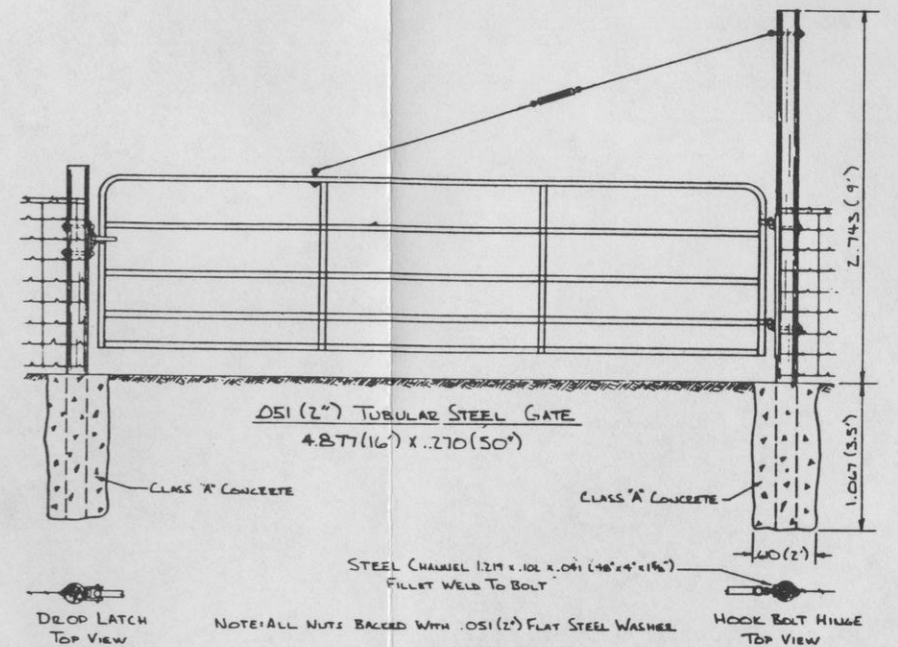 2.743 (9')
.051 (2") TUBULAR STEEL GATE
4.877 (16') X .270 (50")
CLASS "A" CONCRETE
CLASS "A" CONCRETE
1.067 (3.5')
.610 (2')
STEEL CHANNEL 1.219 x .102 x .041 (48"x4"x1⅝")
FILLET WELD TO BOLT
DROP LATCH
TOP VIEW
NOTE: ALL NUTS BACKED WITH .051 (2") FLAT STEEL WASHER
HOOK BOLT HINGE
TOP VIEW